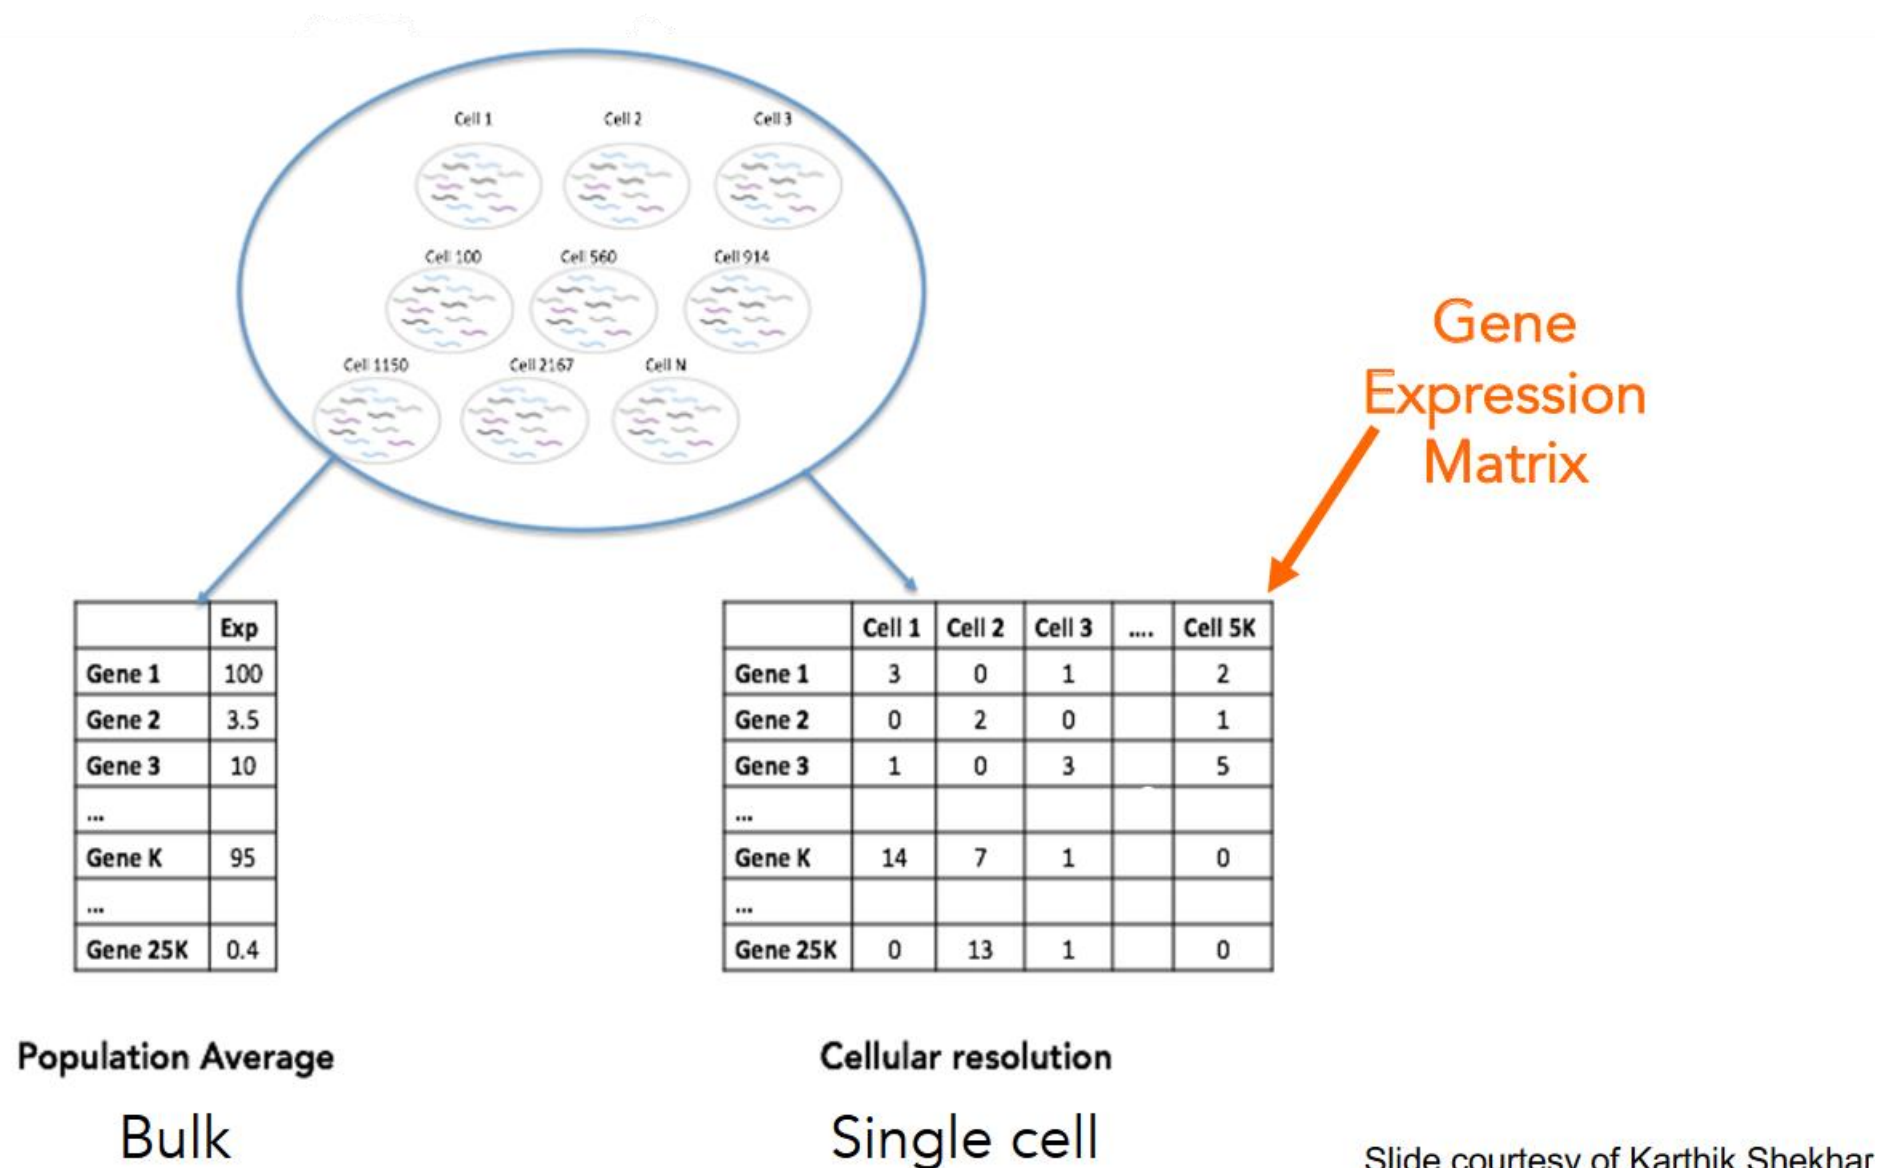 Cell 1 Cell 2 Cell 3
Cell 100 Cell 560 Cell 914
Cell 1150 Cell 2167 Cell N
Gene
Expression
Matrix
Exp
Gene 1 100
Gene 2 3.5
Gene 3 10
...
Gene K 95
...
Gene 25K 0.4
Cell 1 Cell 2 Cell 3 .... Cell 5K
Gene 1 3 0 1 2
Gene 2 0 2 0 1
Gene 3 1 0 3 5
...
Gene K 14 7 1 0
...
Gene 25K 0 13 1 0
Population Average
Bulk
Cellular resolution
Single cell
Slide courtesy of Karthik Shekhar